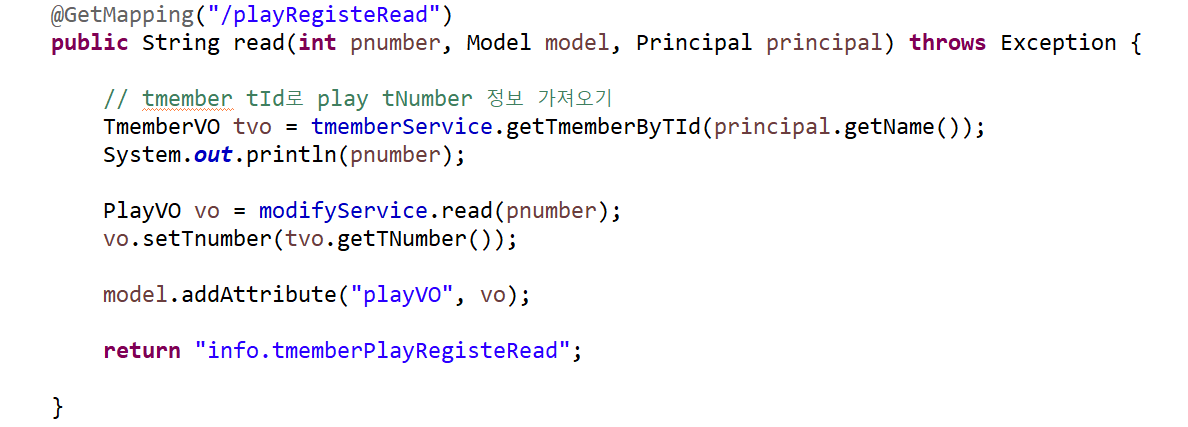 @GetMapping("/playRegisteRead")
public String read(int pnumber, Model model, Principal principal) throws Exception {
// tmember tId로 play tNumber 정보 가져오기
TmemberVO tvo = tmemberService.getTmemberByTId(principal.getName());
System.out.println(pnumber);
PlayVO vo = modifyService.read(pnumber);
vo.setTnumber(tvo.getTNumber());
model.addAttribute("playVO", vo);
return "info.tmemberPlayRegisteRead";
}